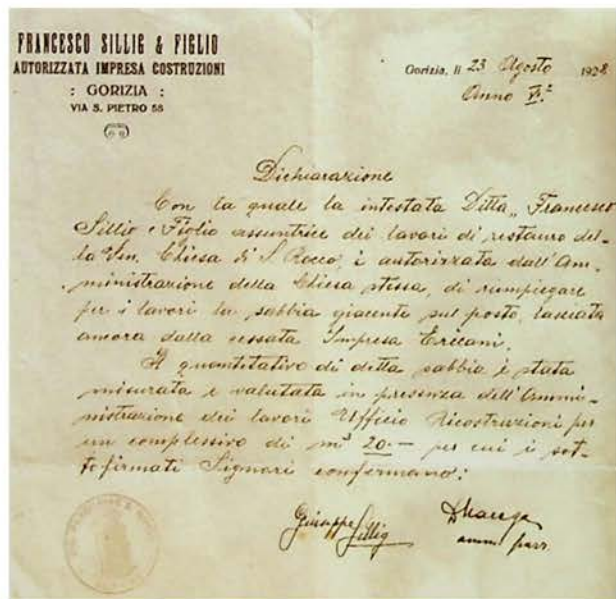 FRANCESCO SILLIG & FIGLIO
AUTORIZZATA IMPRESA COSTRUZIONI
: GORIZIA :
VIA S. PIETRO 58
Gorizia, li 23 Agosto 1928
Anno
Dichiarazione
Con la quale la intestata Ditta „ Francesco
Sillig e Figlio assuntrice dei lavori di restauro del-
la Ven. Chiesa di S. Rocco, è autorizzata dall'Am-
ministrazione della Chiesa stessa, di rimpiegare
per i lavori la sabbia giacente sul posto, lasciata
ancora dalla cessata Impresa Ericani.
Il quantitativo di detta sabbia è stata
misurata e valutata in presenza dell'Ammi-
nistrazione dei lavori Ufficio Ricostruzioni per
un complessivo di m³ 20.— per cui i sot-
tofirmati Signori confermano:
Giuseppe Sillig
amm parr.